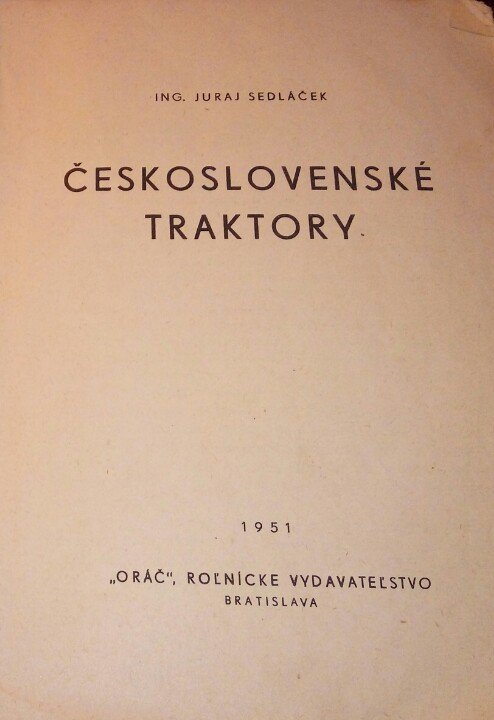 ING. JURAJ SEDLÁČEK
ČESKOSLOVENSKÉ
TRAKTORY
1951
„ORÁČ“, ROĽNÍCKE VYDAVATEĽSTVO
BRATISLAVA